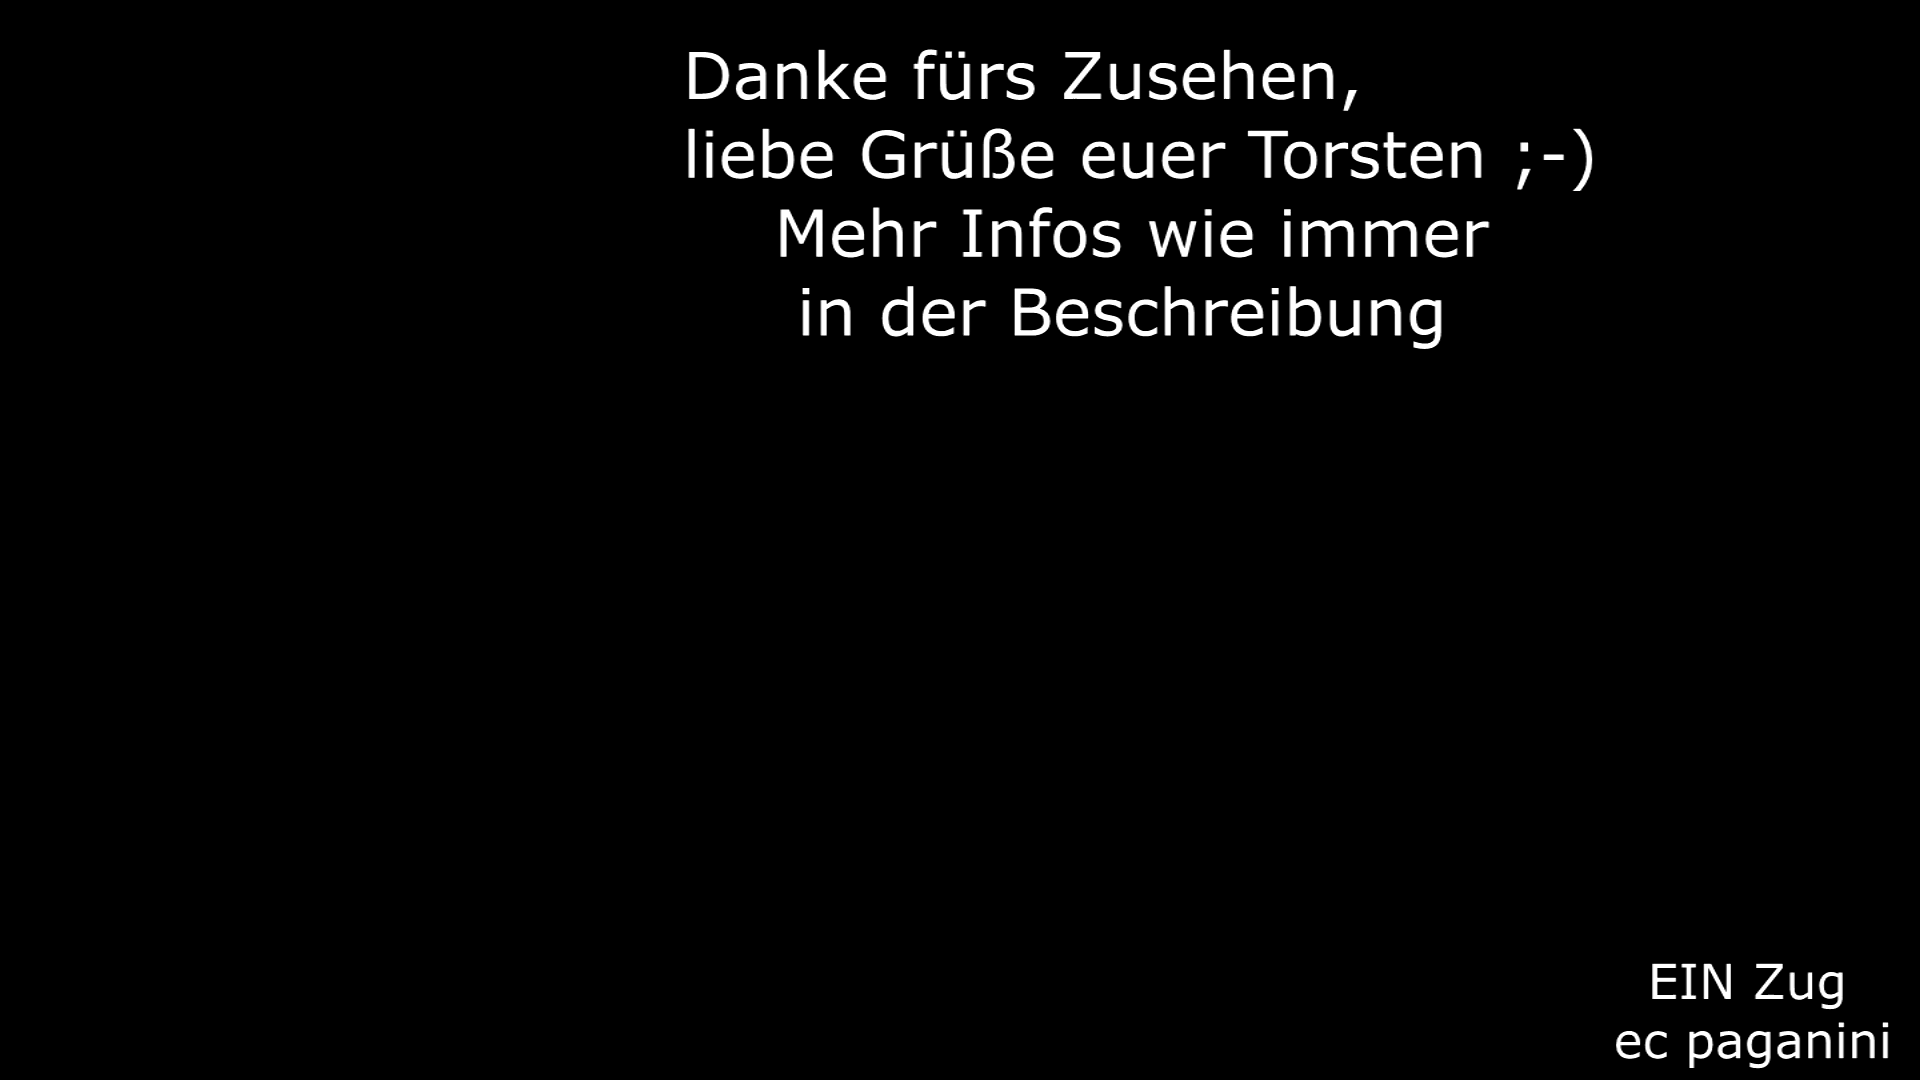 Danke fürs Zusehen,
liebe Grüße euer Torsten ;-)
Mehr Infos wie immer
in der Beschreibung
EIN Zug
ec paganini